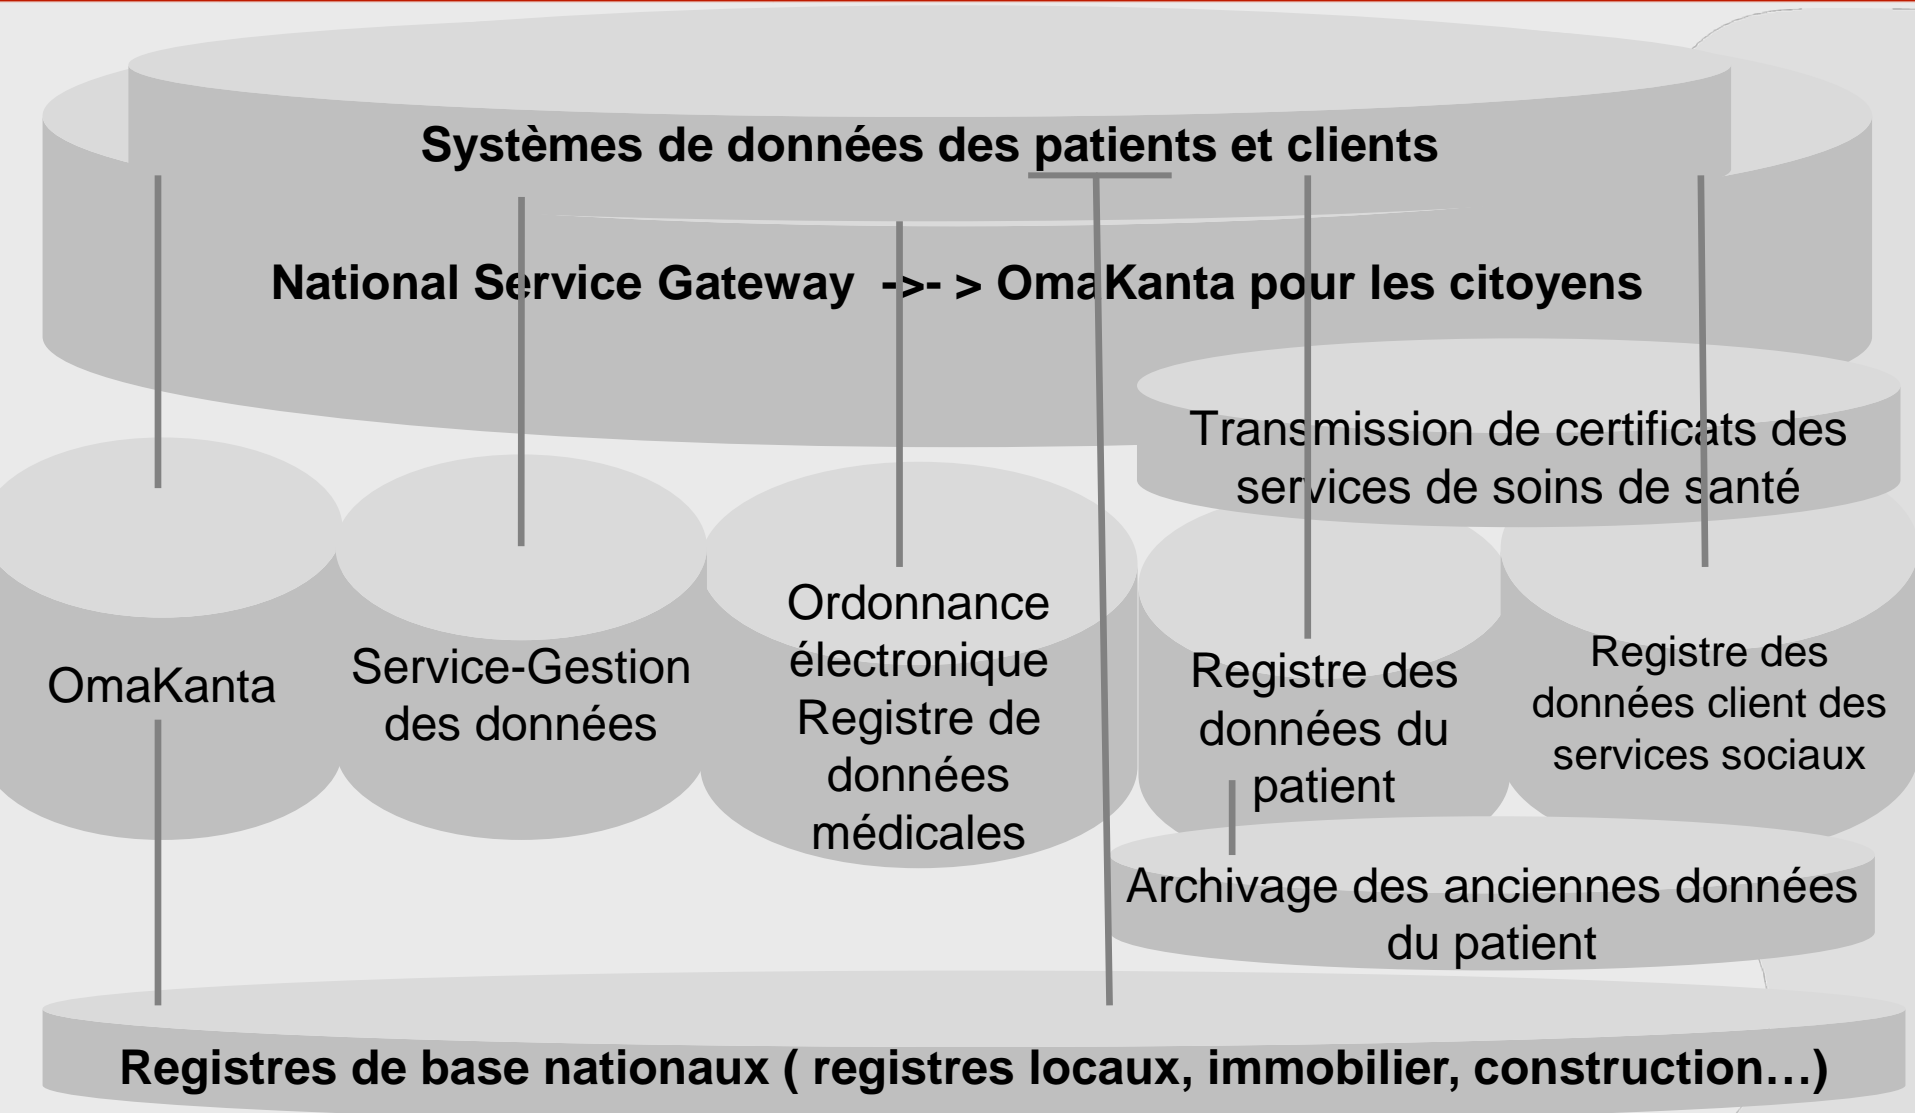 Systèmes de données des patients et clients
National Service Gateway ->- > OmaKanta pour les citoyens
Transmission de certificats des
services de soins de santé
OmaKanta
Service-Gestion
des données
Ordonnance
électronique
Registre de
données
médicales
Registre des
données du
patient
Registre des
données client des
services sociaux
Archivage des anciennes données
du patient
Registres de base nationaux ( registres locaux, immobilier, construction…)